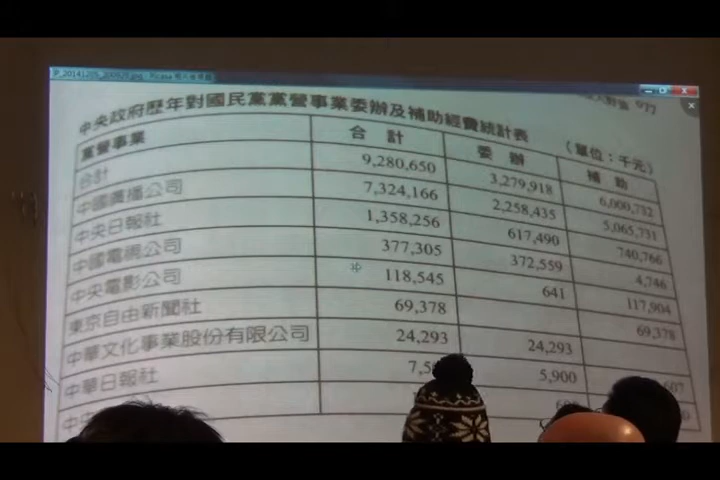 中央政府歷年對國民黨黨營事業委辦及補助經費統計表
(單位：千元)
黨營事業 合計 委辦 補助
合計 9,280,650 3,279,918 6,000,732
中國廣播公司 7,324,166 2,258,435 5,065,731
中央日報社 1,358,256 617,490 740,766
中國電視公司 377,305 372,559 4,746
中央電影公司 118,545 641 117,904
東京自由新聞社 69,378 69,378
中華文化事業股份有限公司 24,293 24,293
中華日報社 5,900